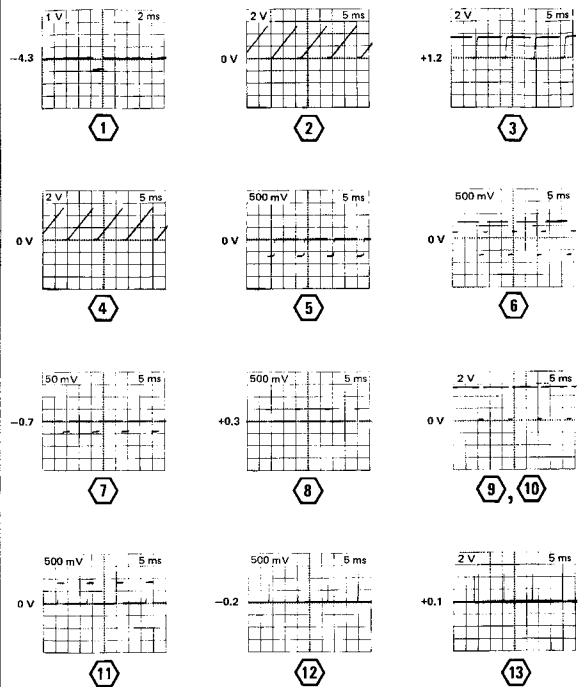 1 V 2 ms
-4.3
1
2 V 5 ms
0 V
2
2 V 5 ms
+1.2
3
2 V 5 ms
0 V
4
500 mV 5 ms
0 V
5
500 mV 5 ms
0 V
6
50 mV 5 ms
-0.7
7
500 mV 5 ms
+0.3
8
2 V 5 ms
0 V
9, 10
500 mV 5 ms
0 V
11
500 mV 5 ms
-0.2
12
2 V 5 ms
+0.1
13